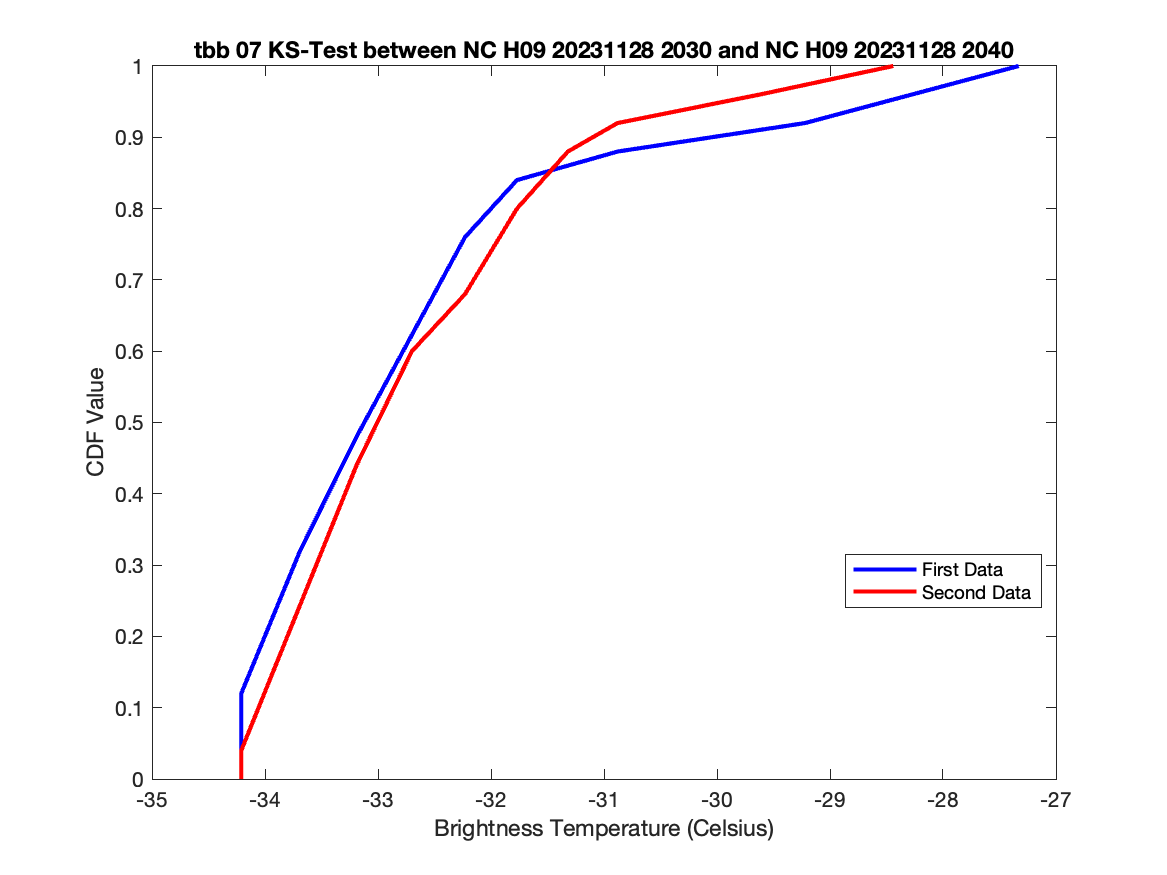 tbb 07 KS-Test between NC H09 20231128 2030 and NC H09 20231128 2040
1
0.9
0.8
0.7
0.6
0.5
0.4
0.3
0.2
0.1
0
CDF Value
First Data
Second Data
-35 -34 -33 -32 -31 -30 -29 -28 -27
Brightness Temperature (Celsius)